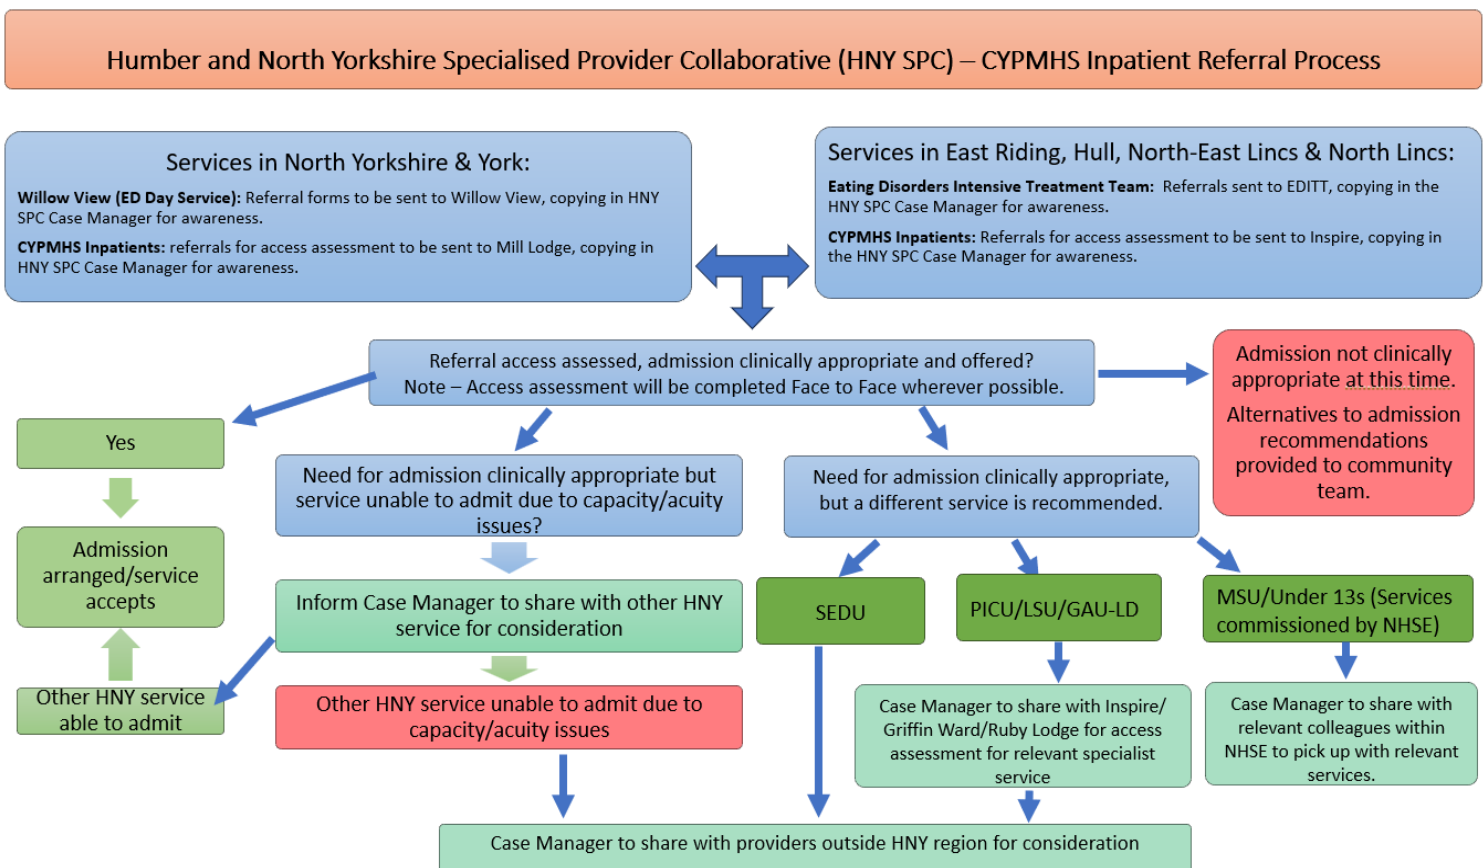 Humber and North Yorkshire Specialised Provider Collaborative (HNY SPC) – CYPMHS Inpatient Referral Process
Services in North Yorkshire & York:
Willow View (ED Day Service): Referral forms to be sent to Willow View, copying in HNY
SPC Case Manager for awareness.
CYPMHS Inpatients: referrals for access assessment to be sent to Mill Lodge, copying in
HNY SPC Case Manager for awareness.
Services in East Riding, Hull, North-East Lincs & North Lincs:
Eating Disorders Intensive Treatment Team: Referrals sent to EDITT, copying in the
HNY SPC Case Manager for awareness.
CYPMHS Inpatients: Referrals for access assessment to be sent to Inspire, copying in
the HNY SPC Case Manager for awareness.
Referral access assessed, admission clinically appropriate and offered?
Note – Access assessment will be completed Face to Face wherever possible.
Admission not clinically
appropriate at this time.
Alternatives to admission
recommendations
provided to community
team.
Yes
Need for admission clinically appropriate but
service unable to admit due to capacity/acuity
issues?
Need for admission clinically appropriate,
but a different service is recommended.
Admission
arranged/service
accepts
Inform Case Manager to share with other HNY
service for consideration
SEDU
PICU/LSU/GAU-LD
MSU/Under 13s (Services
commissioned by NHSE)
Other HNY service
able to admit
Other HNY service unable to admit due to
capacity/acuity issues
Case Manager to share with Inspire/
Griffin Ward/Ruby Lodge for access
assessment for relevant specialist
service
Case Manager to share with
relevant colleagues within
NHSE to pick up with relevant
services.
Case Manager to share with providers outside HNY region for consideration